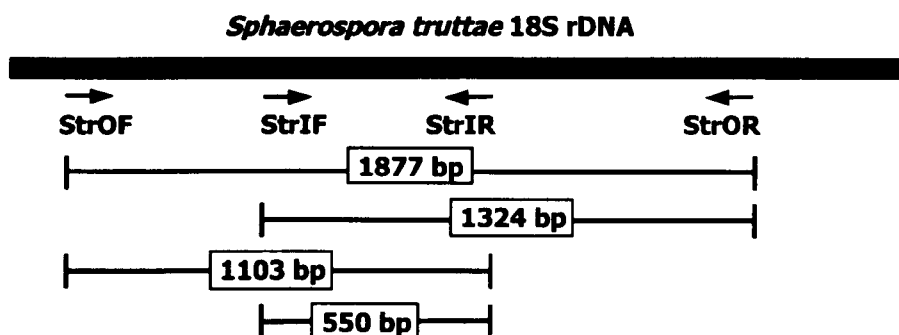 Sphaerospora truttae 18S rDNA
StrOF StrIF StrIR StrOR
1877 bp
1324 bp
1103 bp
550 bp